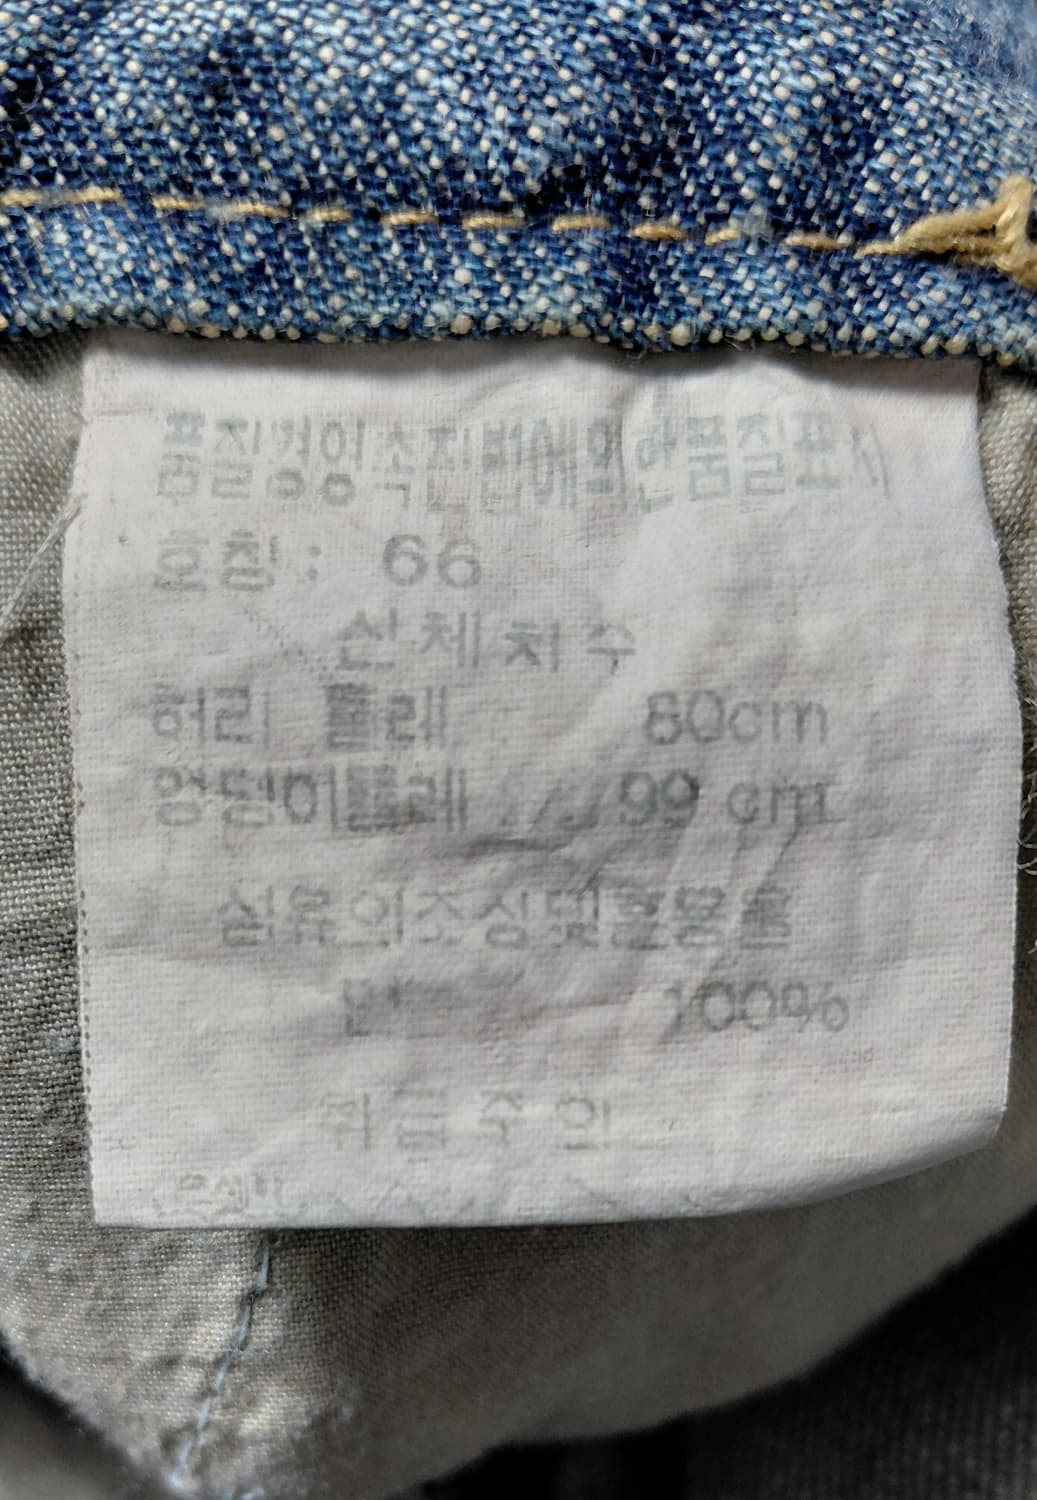 품질경영촉진법에의한품질표시
호칭: 66
신체치수
허리 둘레 80cm
엉덩이둘레 99 cm
섬유의조성및혼용율
면 100%
취급주의